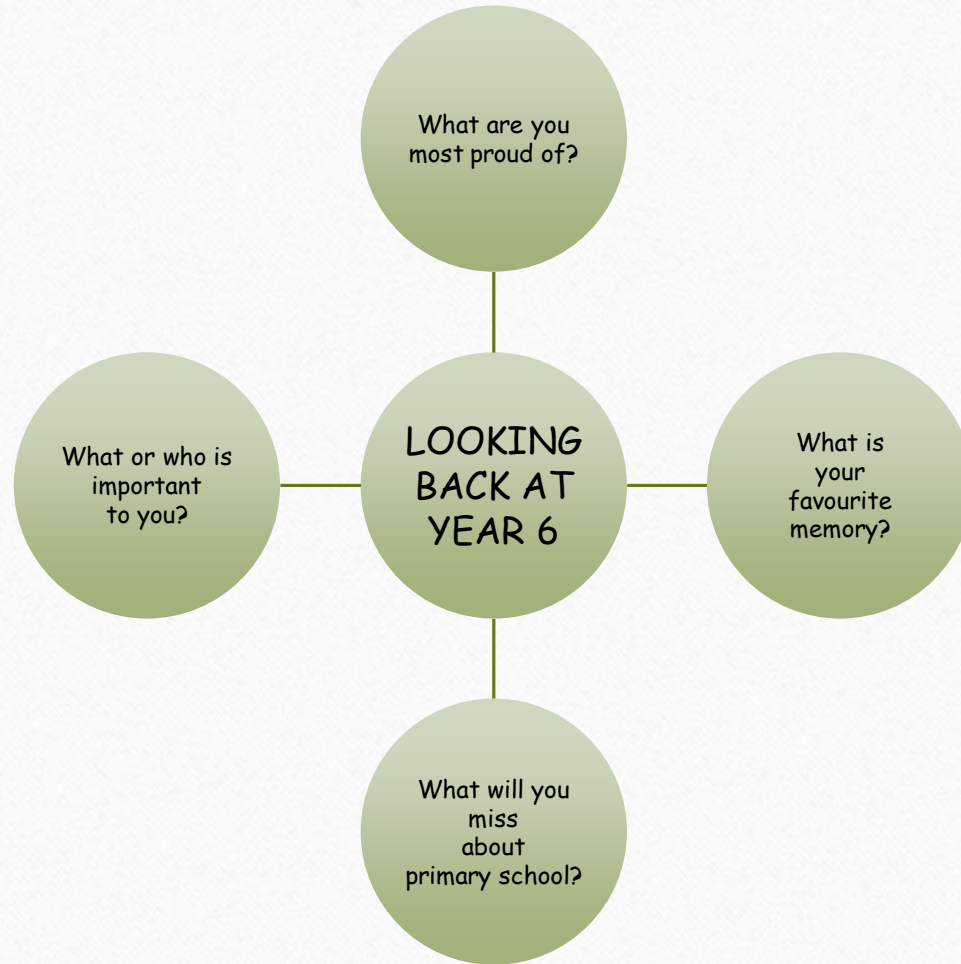 What are you
most proud of?
What or who is
important
to you?
LOOKING
BACK AT
YEAR 6
What is
your
favourite
memory?
What will you
miss
about
primary school?